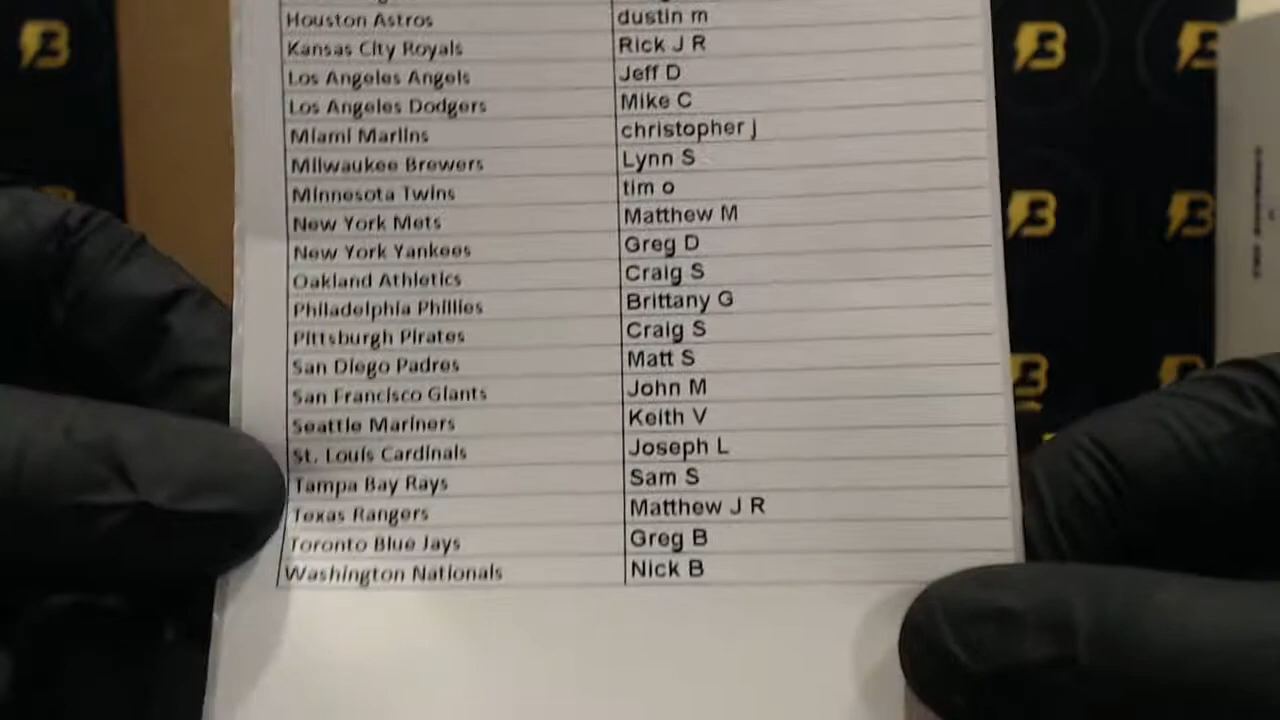 Houston Astros dustin m
Kansas City Royals Rick J R
Los Angeles Angels Jeff D
Los Angeles Dodgers Mike C
Miami Marlins christopher j
Milwaukee Brewers Lynn S
Minnesota Twins tim o
New York Mets Matthew M
New York Yankees Greg D
Oakland Athletics Craig S
Philadelphia Phillies Brittany G
Pittsburgh Pirates Craig S
San Diego Padres Matt S
San Francisco Giants John M
Seattle Mariners Keith V
St. Louis Cardinals Joseph L
Tampa Bay Rays Sam S
Texas Rangers Matthew J R
Toronto Blue Jays Greg B
Washington Nationals Nick B